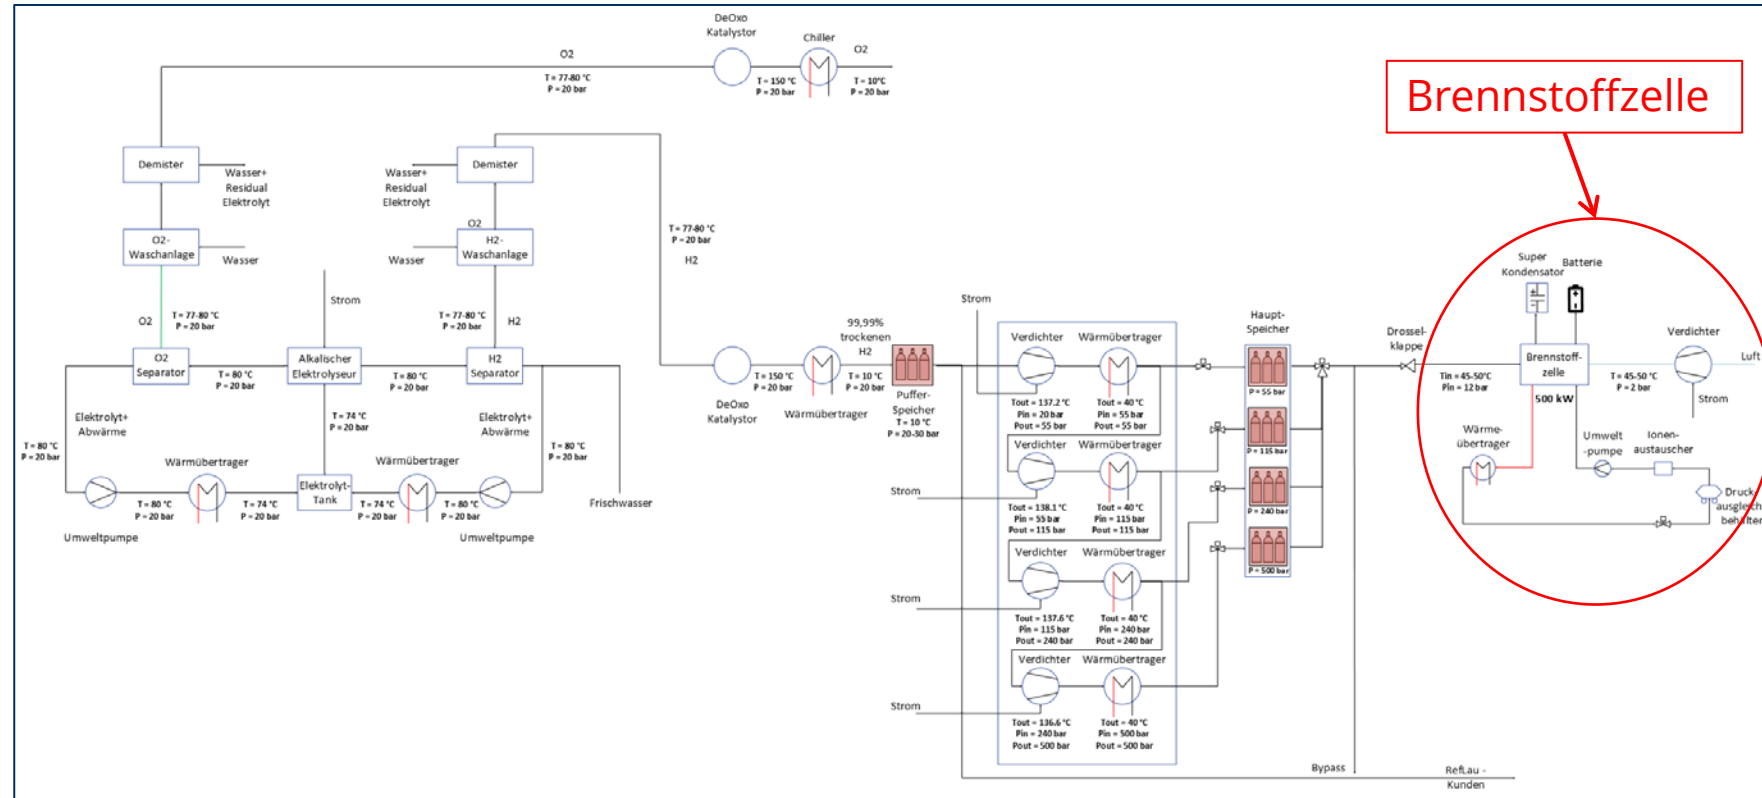 DeOxo
Katalystor
Chiller
O2
O2
T = 77-80 °C
P = 20 bar
T = 150 °C
P = 20 bar
T = 10°C
P = 20 bar
Brennstoffzelle
Demister
Wasser+
Residual
Elektrolyt
Wasser+
Residual
Elektrolyt
Demister
O2-
Waschanlage
Wasser
O2
H2-
Waschanlage
Wasser
T = 77-80 °C
P = 20 bar
H2
Strom
O2
T = 77-80 °C
P = 20 bar
T = 77-80 °C
P = 20 bar
H2
O2
Separator
T = 80 °C
P = 20 bar
Alkalischer
Elektrolyseur
T = 80 °C
P = 20 bar
H2
Separator
Elektrolyt+
Abwärme
T = 74 °C
P = 20 bar
Elektrolyt+
Abwärme
T = 80 °C
P = 20 bar
T = 80 °C
P = 20 bar
Wärmübertrager
Wärmübertrager
T = 80 °C
P = 20 bar
T = 74 °C
P = 20 bar
Elektrolyt-
Tank
T = 74 °C
P = 20 bar
T = 80 °C
P = 20 bar
Frischwasser
Umweltpumpe
Umweltpumpe
DeOxo
Katalystor
T = 150 °C
P = 20 bar
Wärmübertrager
99,99%
trockenen
H2
T = 10 °C
P = 20 bar
Puffer-
Speicher
T = 10 °C
P = 20-30 bar
Strom
Verdichter
Wärmübertrager
Tout = 137.2 °C
Pin = 20 bar
Pout = 55 bar
Tout = 40 °C
Pin = 55 bar
Pout = 55 bar
Verdichter
Wärmübertrager
Strom
Tout = 138.1 °C
Pin = 55 bar
Pout = 115 bar
Tout = 40 °C
Pin = 115 bar
Pout = 115 bar
Verdichter
Wärmübertrager
Strom
Tout = 137.6 °C
Pin = 115 bar
Pout = 240 bar
Tout = 40 °C
Pin = 240 bar
Pout = 240 bar
Verdichter
Wärmübertrager
Strom
Tout = 136.6 °C
Pin = 240 bar
Pout = 500 bar
Tout = 40 °C
Pin = 500 bar
Pout = 500 bar
Haupt-
Speicher
P = 55 bar
P = 115 bar
P = 240 bar
P = 500 bar
Drossel-
klappe
Bypass
RefLau -
Kunden
Super
Kondensator
Batterie
Verdichter
Luft
Tin = 45-50°C
Pin = 12 bar
Brennstoff-
zelle
500 kW
T = 45-50 °C
P = 2 bar
Strom
Wärme-
übertrager
Umwelt
-pumpe
Ionen-
austauscher
Druck-
ausgleich
behälter